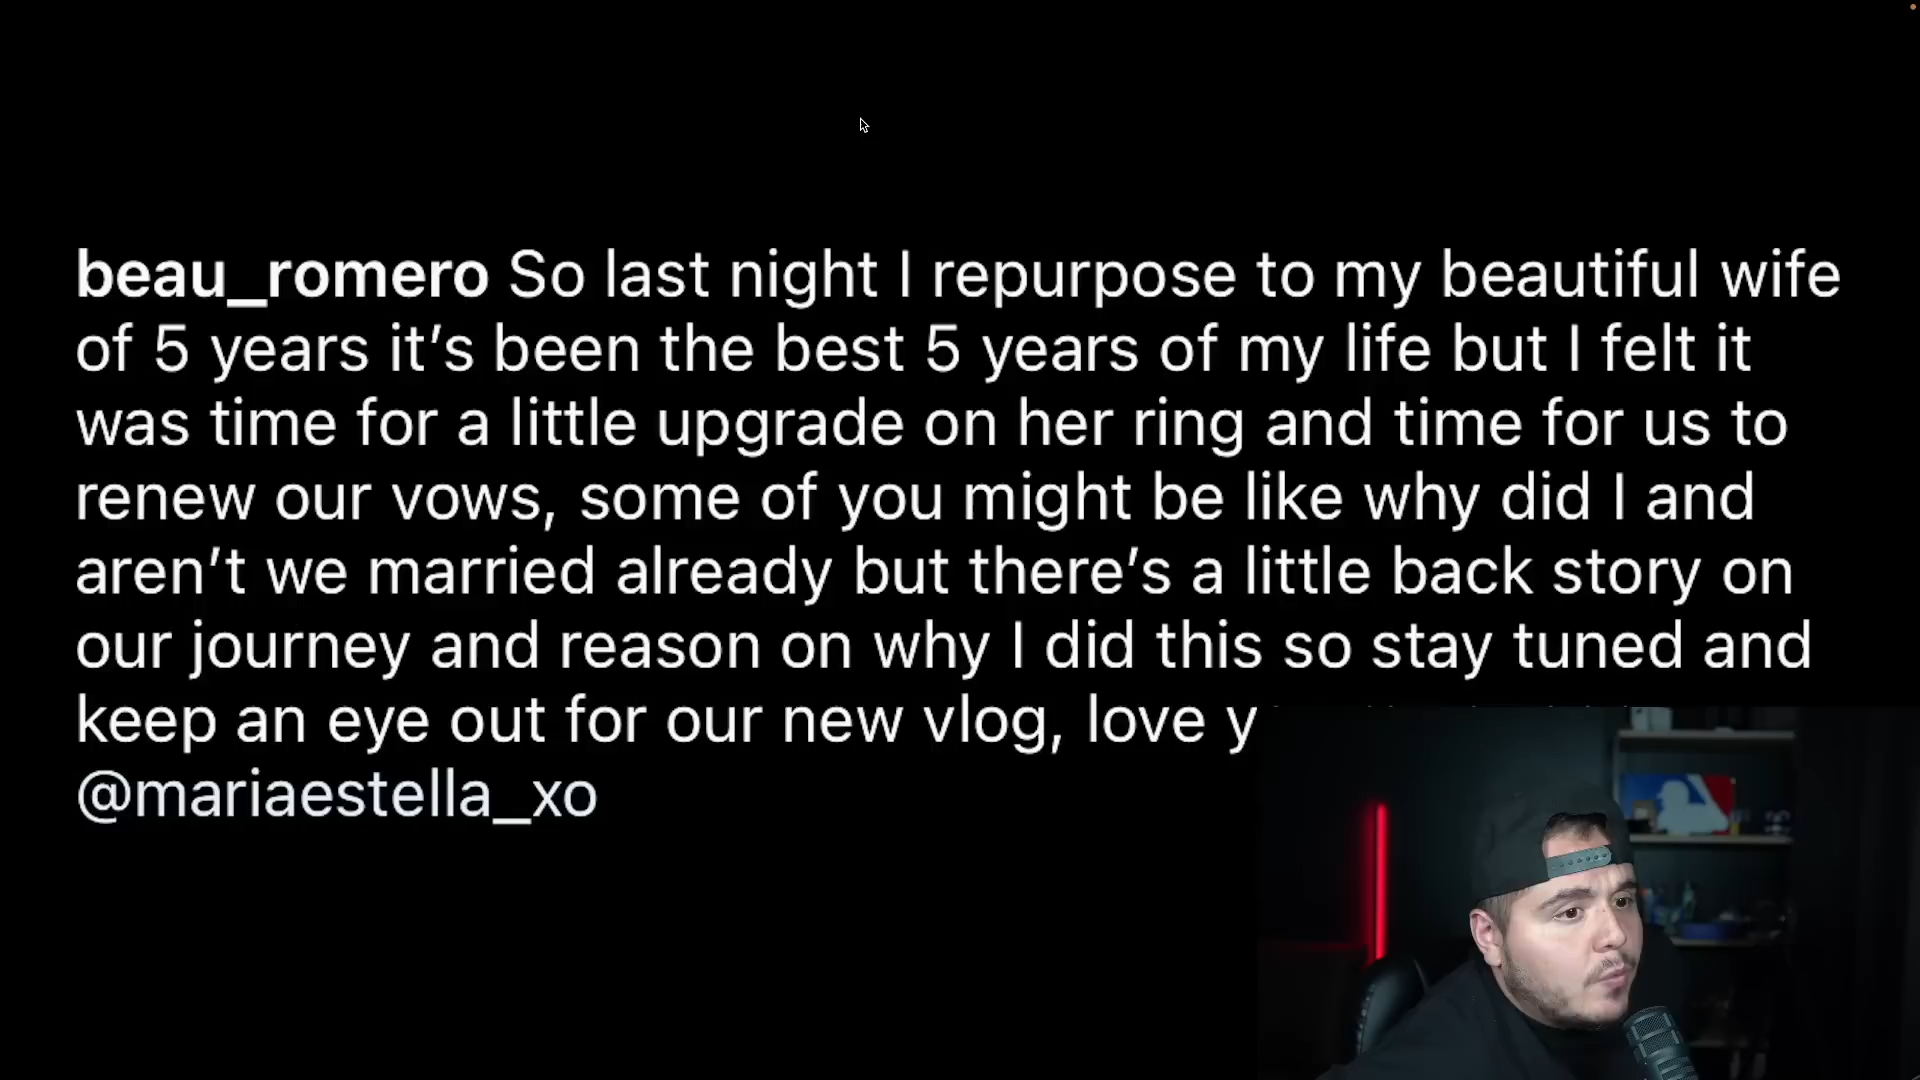 beau_romero So last night I repurpose to my beautiful wife
of 5 years it’s been the best 5 years of my life but I felt it
was time for a little upgrade on her ring and time for us to
renew our vows, some of you might be like why did I and
aren’t we married already but there’s a little back story on
our journey and reason on why I did this so stay tuned and
keep an eye out for our new vlog, love
@mariaestella_xo